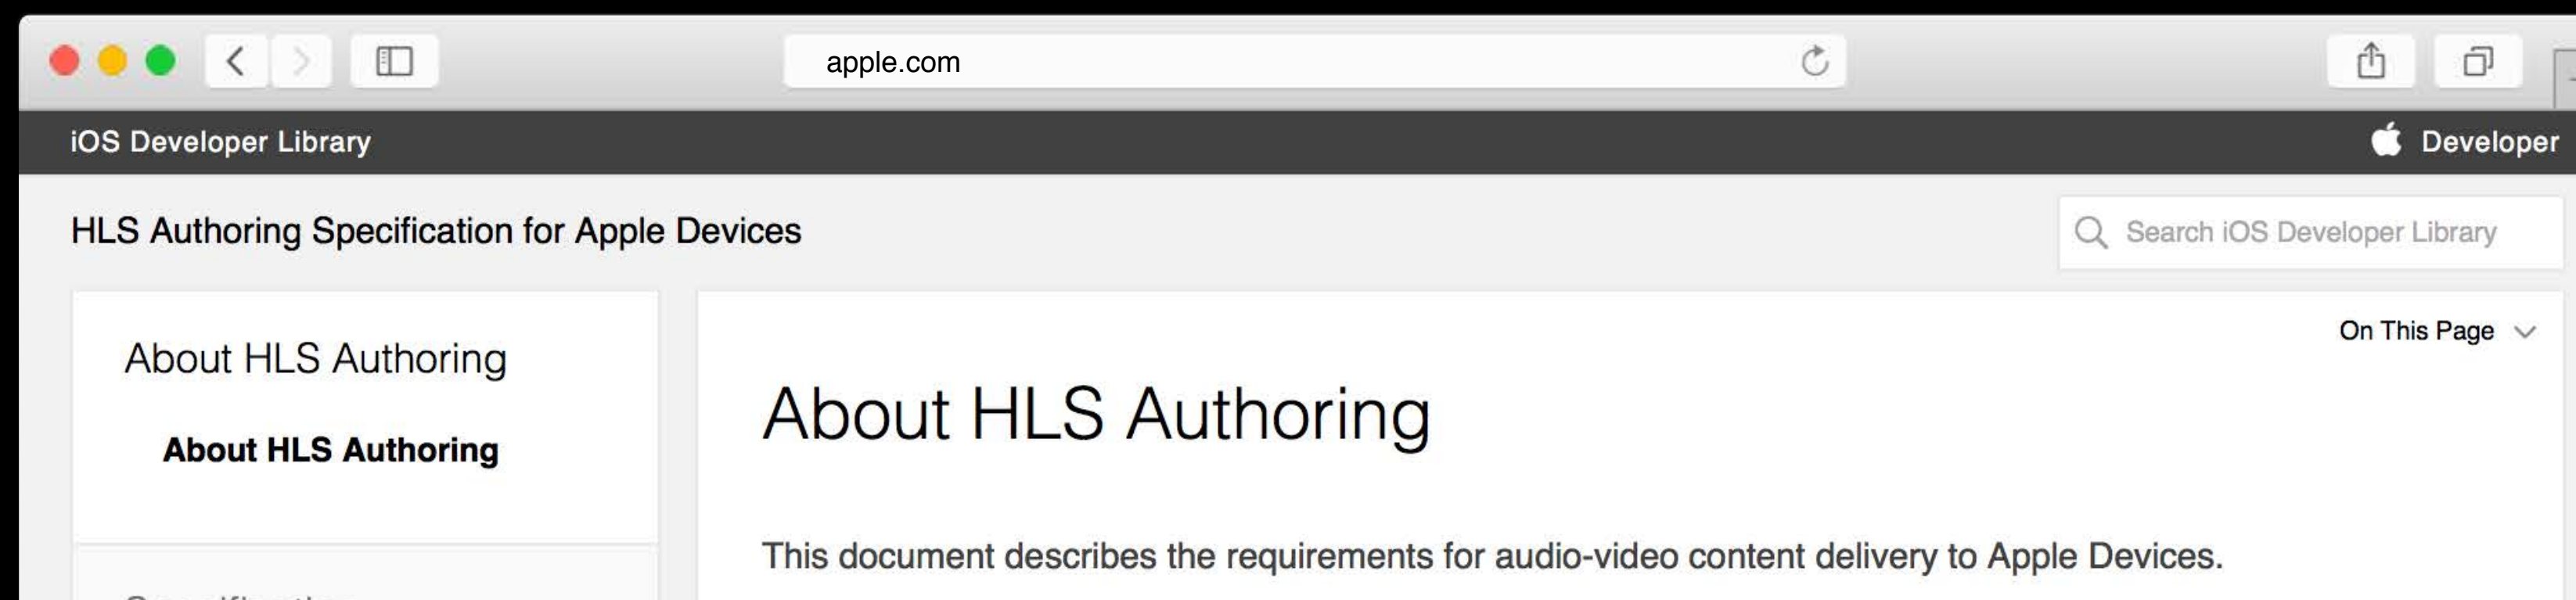 apple.com
iOS Developer Library
Developer
HLS Authoring Specification for Apple Devices
Search iOS Developer Library
On This Page
About HLS Authoring
About HLS Authoring
About HLS Authoring
This document describes the requirements for audio-video content delivery to Apple Devices.